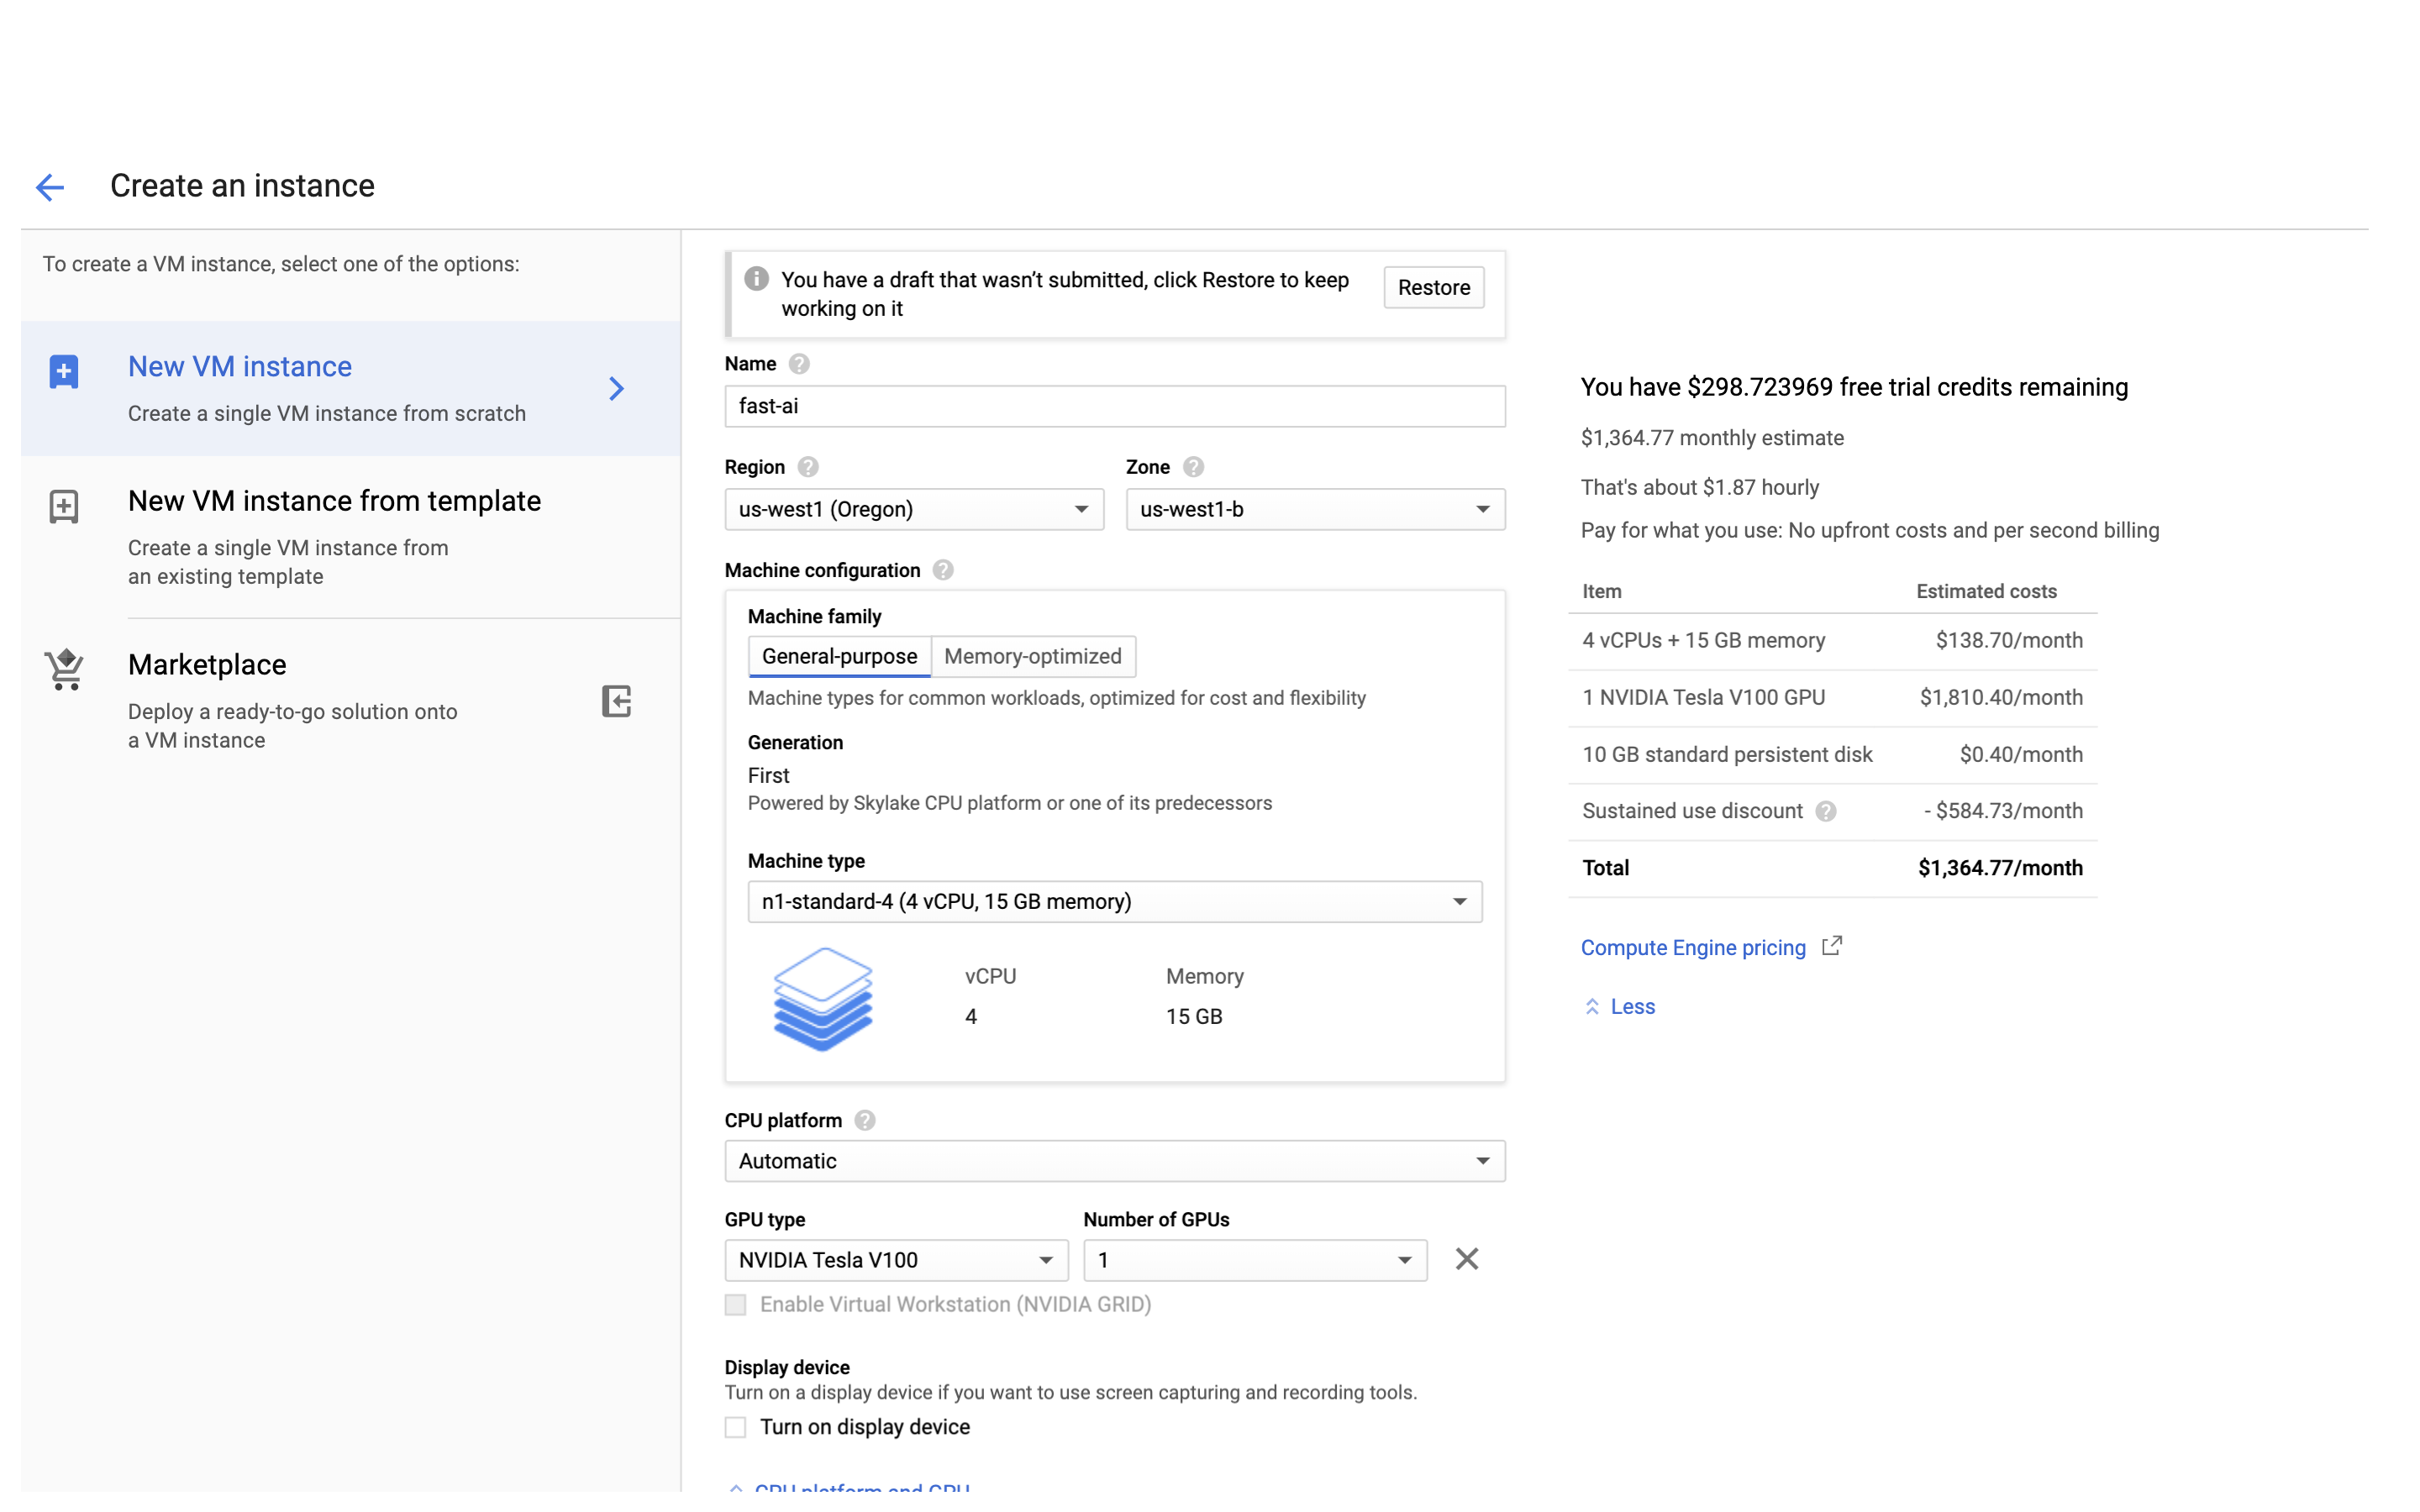 Create an instance
To create a VM instance, select one of the options:
New VM instance
Create a single VM instance from scratch
New VM instance from template
Create a single VM instance from
an existing template
Marketplace
Deploy a ready-to-go solution onto
a VM instance
You have a draft that wasn’t submitted, click Restore to keep
working on it
Restore
Name
fast-ai
Region
Zone
us-west1 (Oregon)
us-west1-b
Machine configuration
Machine family
General-purpose
Memory-optimized
Machine types for common workloads, optimized for cost and flexibility
Generation
First
Powered by Skylake CPU platform or one of its predecessors
Machine type
n1-standard-4 (4 vCPU, 15 GB memory)
vCPU
Memory
4
15 GB
CPU platform
Automatic
GPU type
Number of GPUs
NVIDIA Tesla V100
1
Enable Virtual Workstation (NVIDIA GRID)
Display device
Turn on a display device if you want to use screen capturing and recording tools.
Turn on display device
CPU platform and GPU
You have $298.723969 free trial credits remaining
$1,364.77 monthly estimate
That's about $1.87 hourly
Pay for what you use: No upfront costs and per second billing
Item Estimated costs
4 vCPUs + 15 GB memory $138.70/month
1 NVIDIA Tesla V100 GPU $1,810.40/month
10 GB standard persistent disk $0.40/month
Sustained use discount - $584.73/month
Total $1,364.77/month
Compute Engine pricing
Less